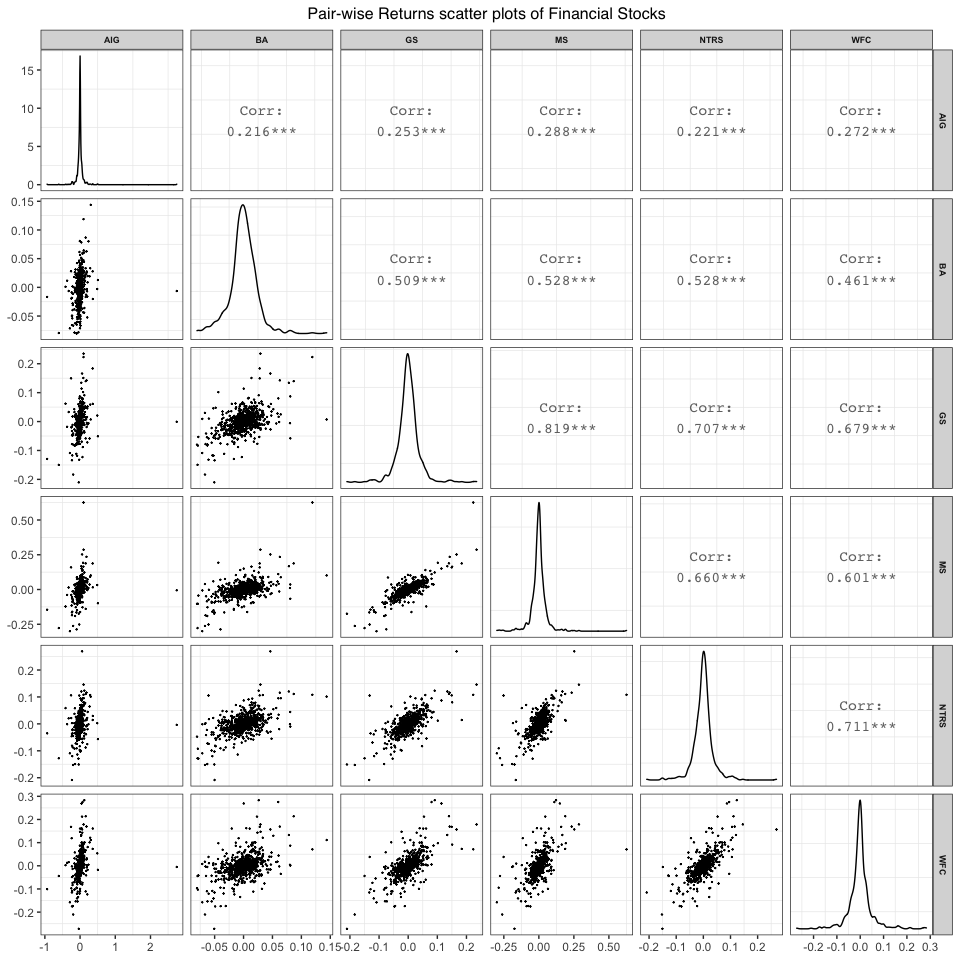 Pair-wise Returns scatter plots of Financial Stocks
AIG BA GS MS NTRS WFC
15
10
5
0
Corr:
0.216***
Corr:
0.253***
Corr:
0.288***
Corr:
0.221***
Corr:
0.272***
AIG
0.15
0.10
0.05
0.00
-0.05
Corr:
0.509***
Corr:
0.528***
Corr:
0.528***
Corr:
0.461***
BA
0.2
0.1
0.0
-0.1
-0.2
Corr:
0.819***
Corr:
0.707***
Corr:
0.679***
GS
0.50
0.25
0.00
-0.25
Corr:
0.660***
Corr:
0.601***
MS
0.2
0.1
0.0
-0.1
-0.2
Corr:
0.711***
NTRS
0.3
0.2
0.1
0.0
-0.1
-0.2
WFC
-1 0 1 2
-0.05 0.00 0.05 0.10 0.15
-0.2 -0.1 0.0 0.1 0.2
-0.25 0.00 0.25 0.50
-0.2 -0.1 0.0 0.1 0.2
-0.2 -0.1 0.0 0.1 0.2 0.3